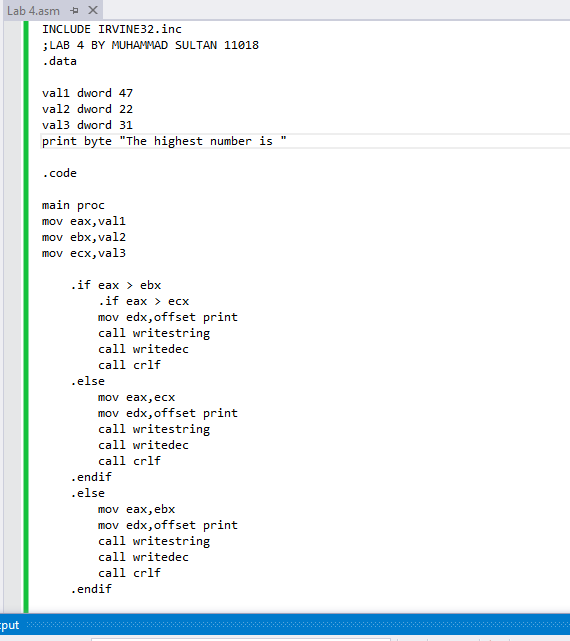 Lab 4.asm
INCLUDE IRVINE32.inc
;LAB 4 BY MUHAMMAD SULTAN 11018
.data
val1 dword 47
val2 dword 22
val3 dword 31
print byte "The highest number is "
.code
main proc
mov eax,val1
mov ebx,val2
mov ecx,val3
.if eax > ebx
.if eax > ecx
mov edx,offset print
call writestring
call writedec
call crlf
.else
mov eax,ecx
mov edx,offset print
call writestring
call writedec
call crlf
.endif
.else
mov eax,ebx
mov edx,offset print
call writestring
call writedec
call crlf
.endif
tput